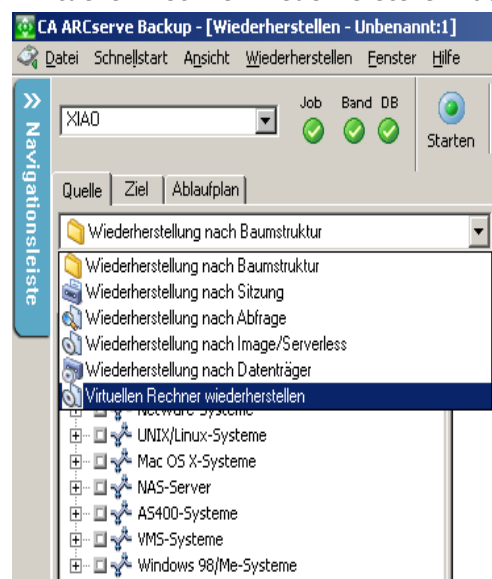 CA ARCserve Backup - [Wiederherstellen - Unbenannt:1]
Datei Schnellstart Ansicht Wiederherstellen Fenster Hilfe
Navigationsleiste
XIAO
Job Band DB
Starten
Quelle Ziel Ablaufplan
Wiederherstellung nach Baumstruktur
Wiederherstellung nach Baumstruktur
Wiederherstellung nach Sitzung
Wiederherstellung nach Abfrage
Wiederherstellung nach Image/Serverless
Wiederherstellung nach Datenträger
Virtuellen Rechner wiederherstellen
UNIX/Linux-Systeme
Mac OS X-Systeme
NAS-Server
AS400-Systeme
VMS-Systeme
Windows 98/Me-Systeme